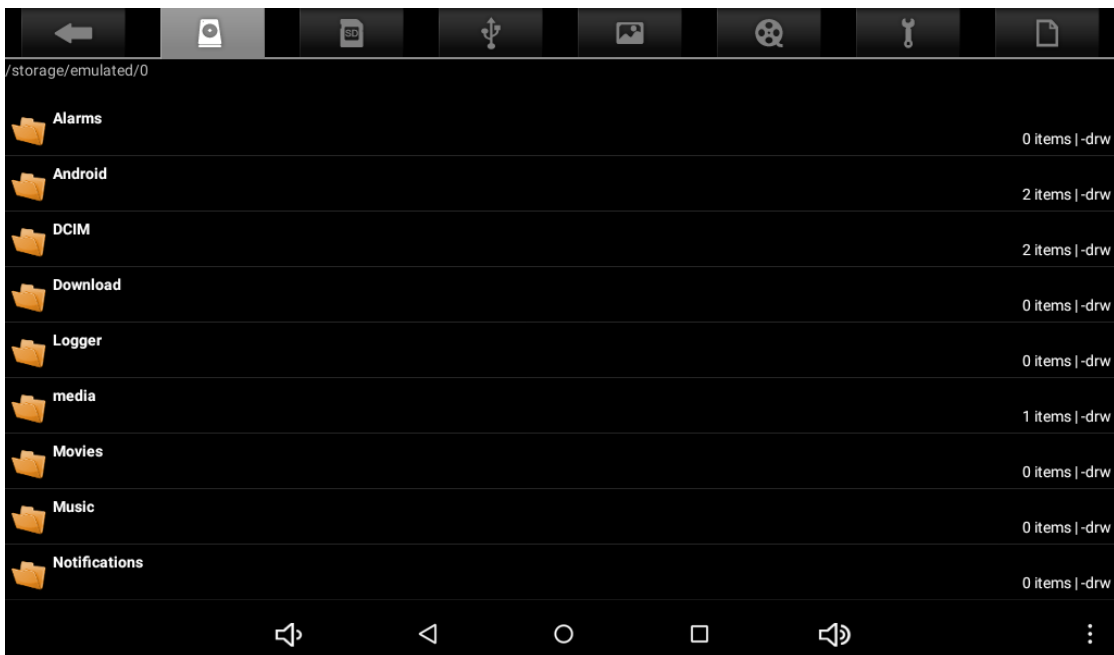 SD
/storage/emulated/0
Alarms
0 items | -drw
Android
2 items | -drw
DCIM
2 items | -drw
Download
0 items | -drw
Logger
0 items | -drw
media
1 items | -drw
Movies
0 items | -drw
Music
0 items | -drw
Notifications
0 items | -drw